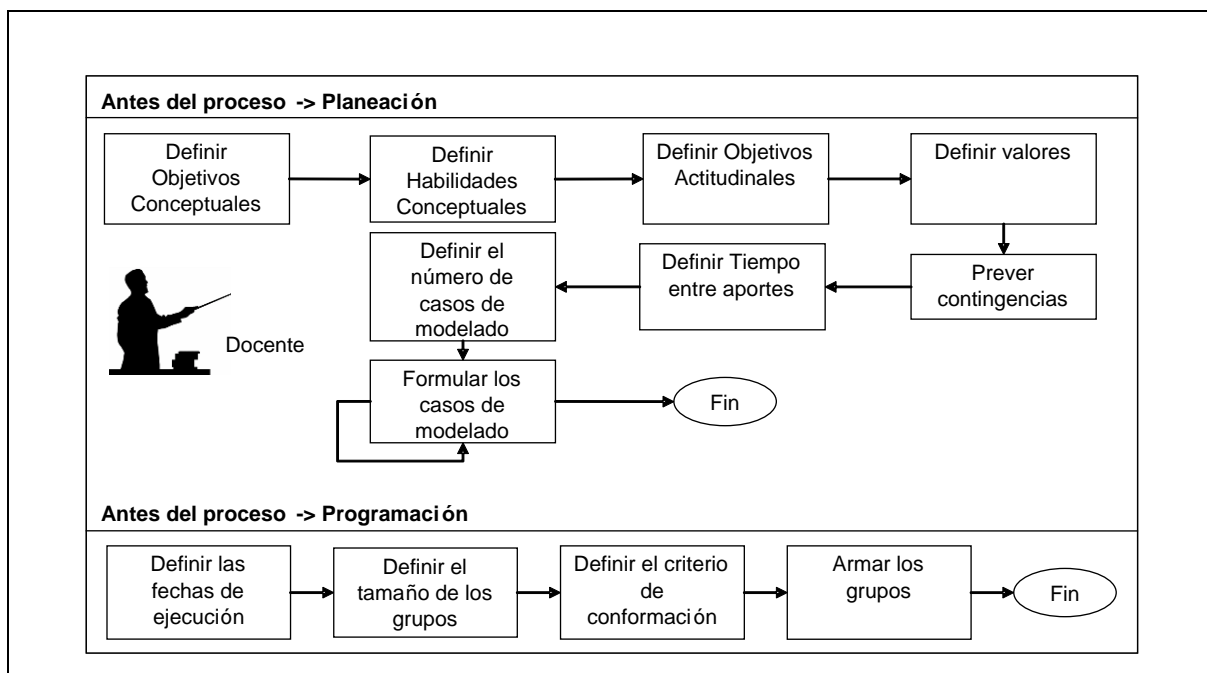 Antes del proceso -> Planeación
Definir
Objetivos
Conceptuales
Definir
Habilidades
Conceptuales
Definir Objetivos
Actitudinales
Definir valores
Prever
contingencias
Definir Tiempo
entre aportes
Definir el
número de
casos de
modelado
Docente
Formular los
casos de
modelado
Fin
Antes del proceso -> Programación
Definir las
fechas de
ejecución
Definir el
tamaño de los
grupos
Definir el criterio
de
conformación
Armar los
grupos
Fin